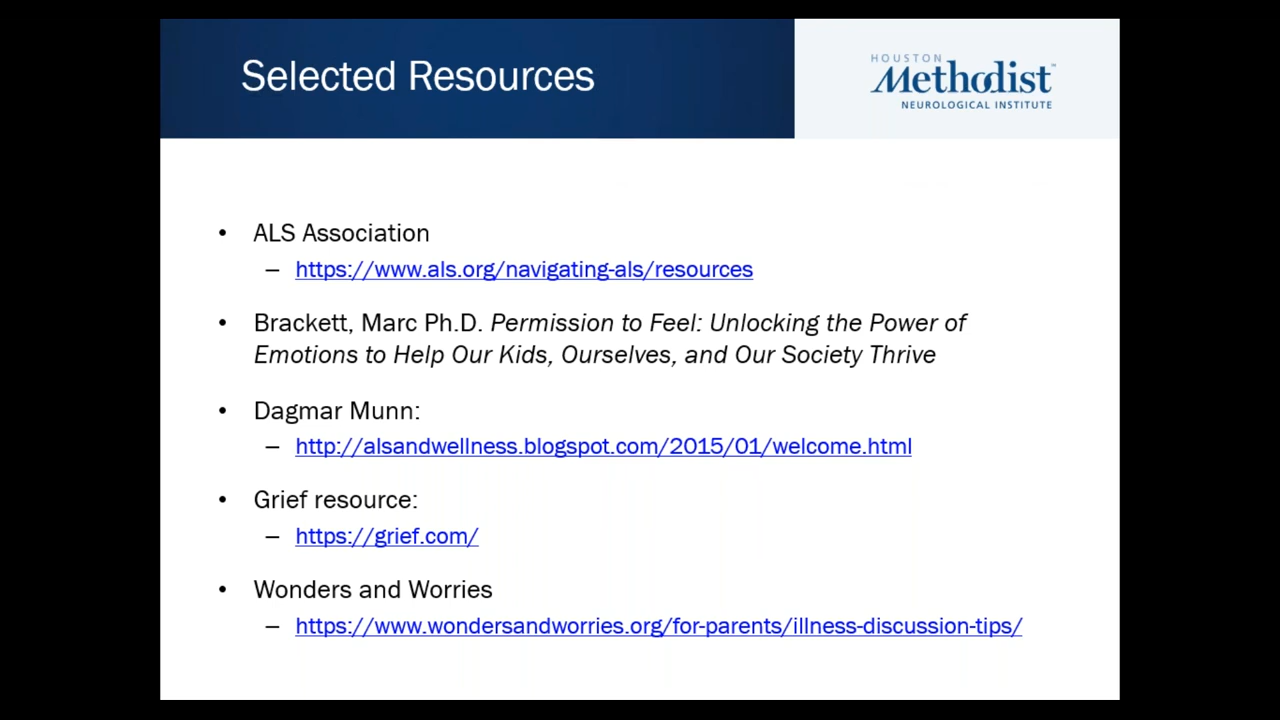 Selected Resources
HOUSTON
Methodist™
NEUROLOGICAL INSTITUTE
• ALS Association
– https://www.als.org/navigating-als/resources
• Brackett, Marc Ph.D. Permission to Feel: Unlocking the Power of
Emotions to Help Our Kids, Ourselves, and Our Society Thrive
• Dagmar Munn:
– http://alsandwellness.blogspot.com/2015/01/welcome.html
• Grief resource:
– https://grief.com/
• Wonders and Worries
– https://www.wondersandworries.org/for-parents/illness-discussion-tips/